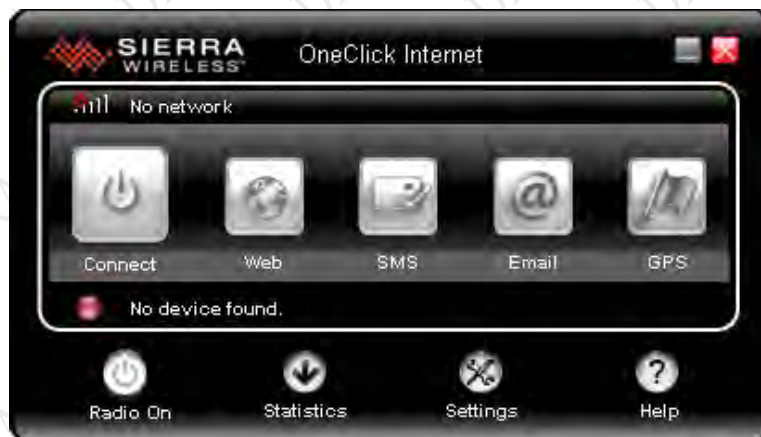 SIERRA
WIRELESS
OneClick Internet
No network
Connect Web SMS Email GPS
No device found.
Radio On Statistics Settings Help